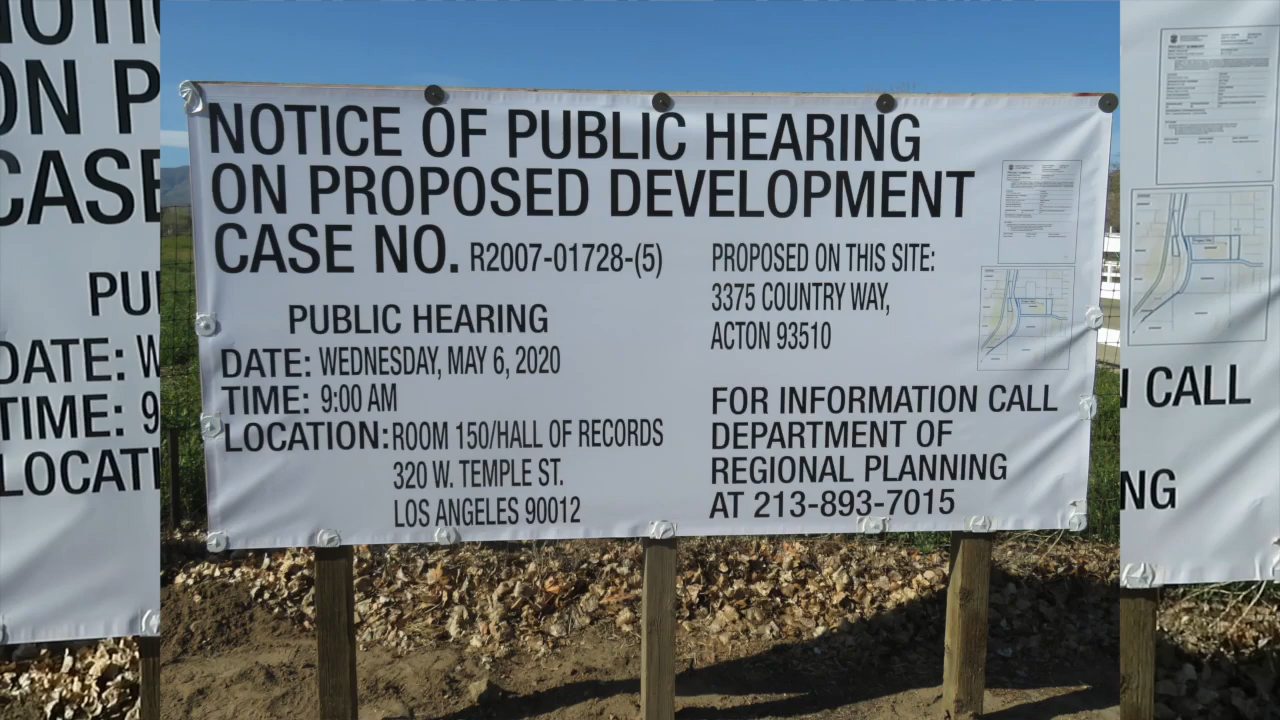 NOTICE OF PUBLIC HEARING
ON PROPOSED DEVELOPMENT
CASE NO. R2007-01728-(5)
PUBLIC HEARING
DATE: WEDNESDAY, MAY 6, 2020
TIME: 9:00 AM
LOCATION: ROOM 150/HALL OF RECORDS
320 W. TEMPLE ST.
LOS ANGELES 90012
PROPOSED ON THIS SITE:
3375 COUNTRY WAY,
ACTON 93510
FOR INFORMATION CALL
DEPARTMENT OF
REGIONAL PLANNING
AT 213-893-7015